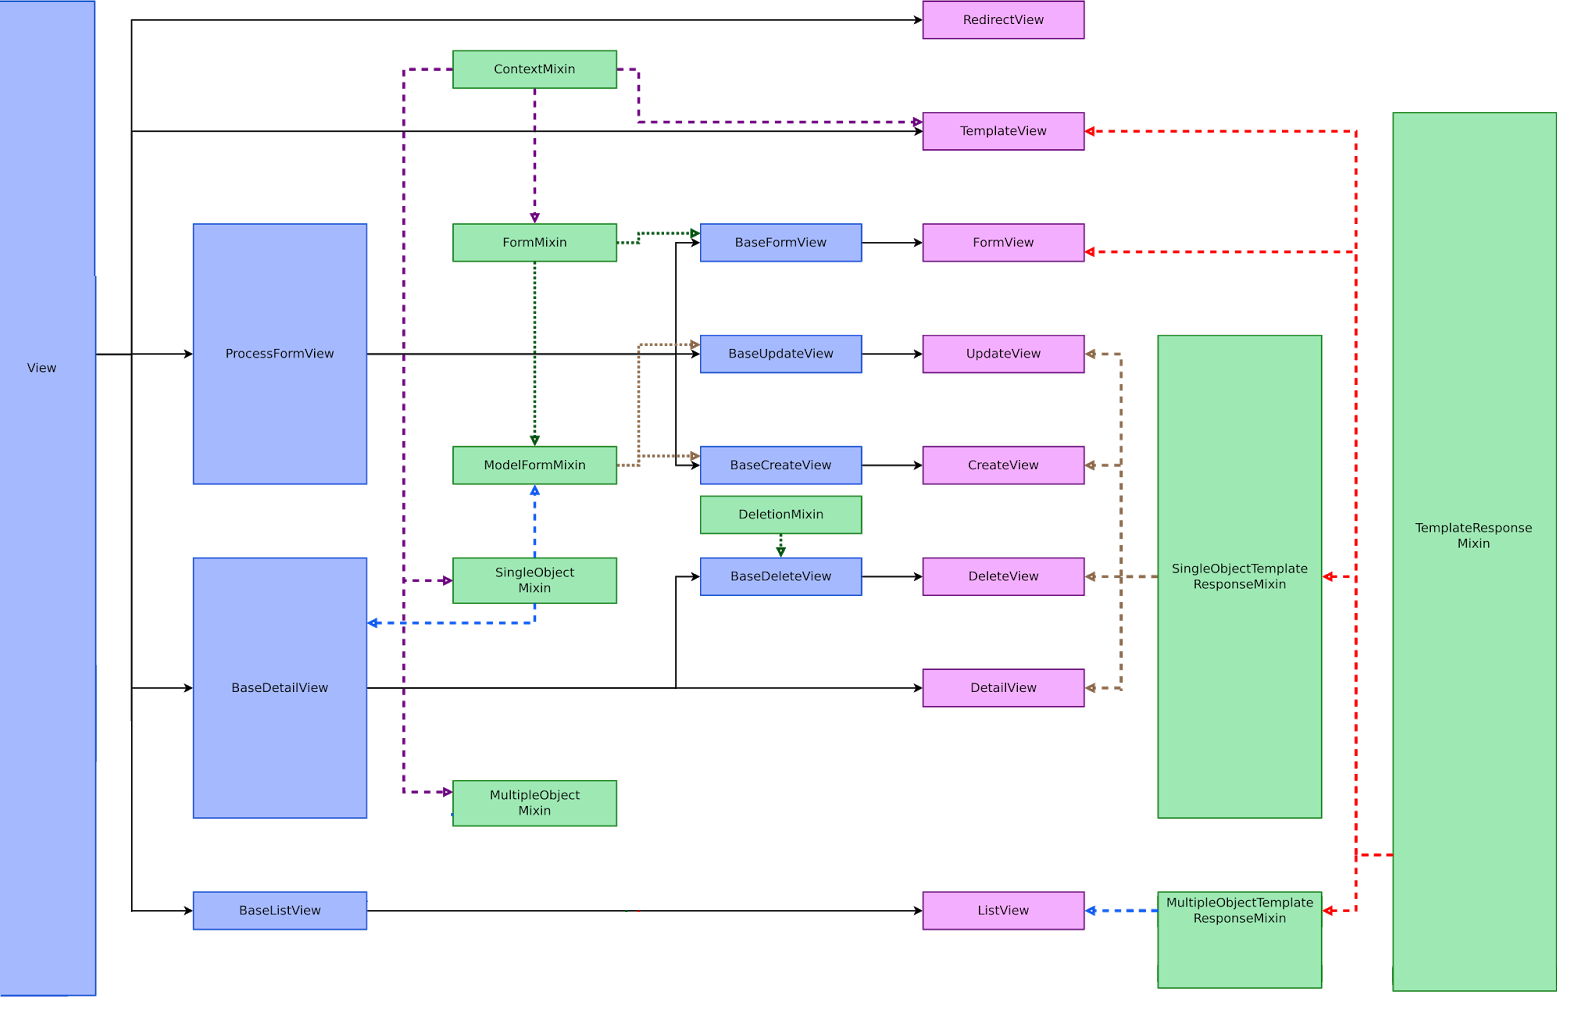 RedirectView
ContextMixin
TemplateView
FormMixin
BaseFormView
FormView
View
ProcessFormView
BaseUpdateView
UpdateView
ModelFormMixin
BaseCreateView
CreateView
DeletionMixin
TemplateResponse
Mixin
SingleObject
Mixin
BaseDeleteView
DeleteView
SingleObjectTemplate
ResponseMixin
BaseDetailView
DetailView
MultipleObject
Mixin
BaseListView
ListView
MultipleObjectTemplate
ResponseMixin